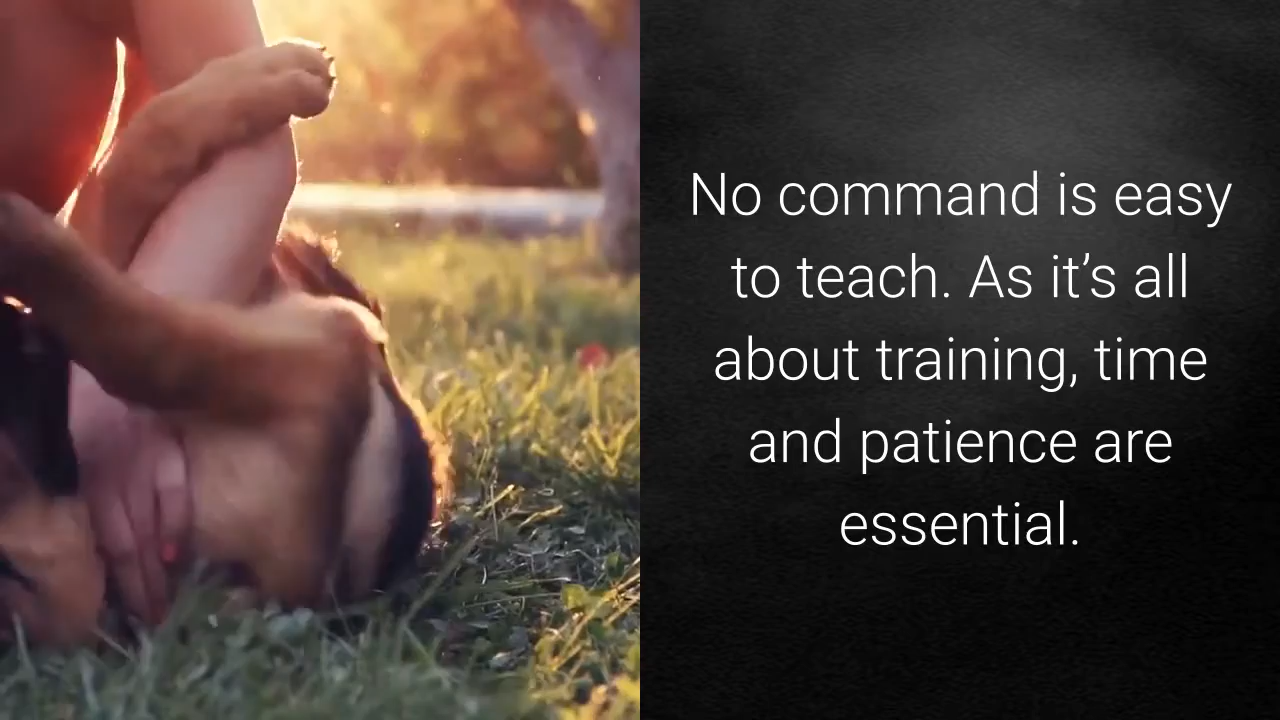 No command is easy
to teach. As it’s all
about training, time
and patience are
essential.